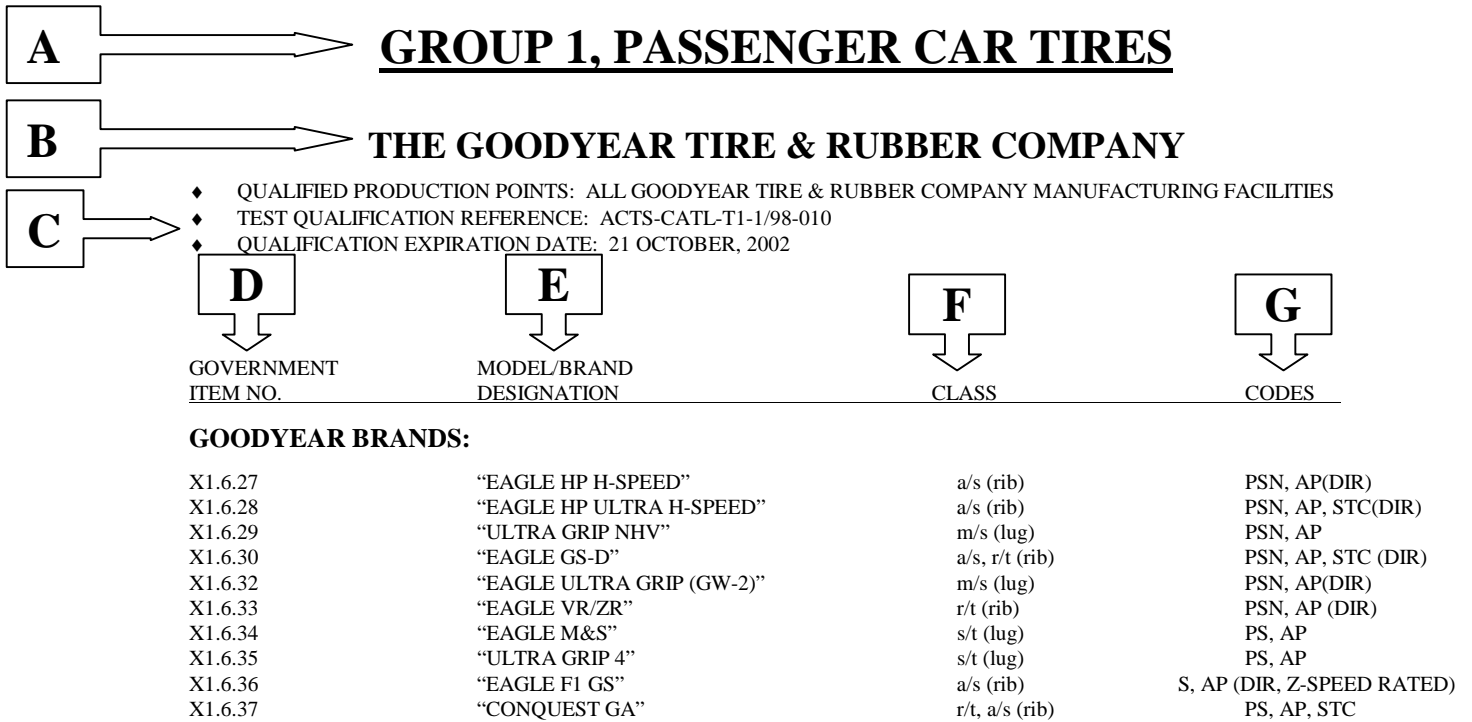 A GROUP 1, PASSENGER CAR TIRES
B THE GOODYEAR TIRE & RUBBER COMPANY
C
♦ QUALIFIED PRODUCTION POINTS: ALL GOODYEAR TIRE & RUBBER COMPANY MANUFACTURING FACILITIES
♦ TEST QUALIFICATION REFERENCE: ACTS-CATL-T1-1/98-010
♦ QUALIFICATION EXPIRATION DATE: 21 OCTOBER, 2002
D E F G
GOVERNMENT MODEL/BRAND
ITEM NO. DESIGNATION CLASS CODES
GOODYEAR BRANDS:
X1.6.27 “EAGLE HP H-SPEED” a/s (rib) PSN, AP(DIR)
X1.6.28 “EAGLE HP ULTRA H-SPEED” a/s (rib) PSN, AP, STC(DIR)
X1.6.29 “ULTRA GRIP NHV” m/s (lug) PSN, AP
X1.6.30 “EAGLE GS-D” a/s, r/t (rib) PSN, AP, STC (DIR)
X1.6.32 “EAGLE ULTRA GRIP (GW-2)” m/s (lug) PSN, AP(DIR)
X1.6.33 “EAGLE VR/ZR” r/t (rib) PSN, AP (DIR)
X1.6.34 “EAGLE M&S” s/t (lug) PS, AP
X1.6.35 “ULTRA GRIP 4” s/t (lug) PS, AP
X1.6.36 “EAGLE F1 GS” a/s (rib) S, AP (DIR, Z-SPEED RATED)
X1.6.37 “CONQUEST GA” r/t, a/s (rib) PS, AP, STC